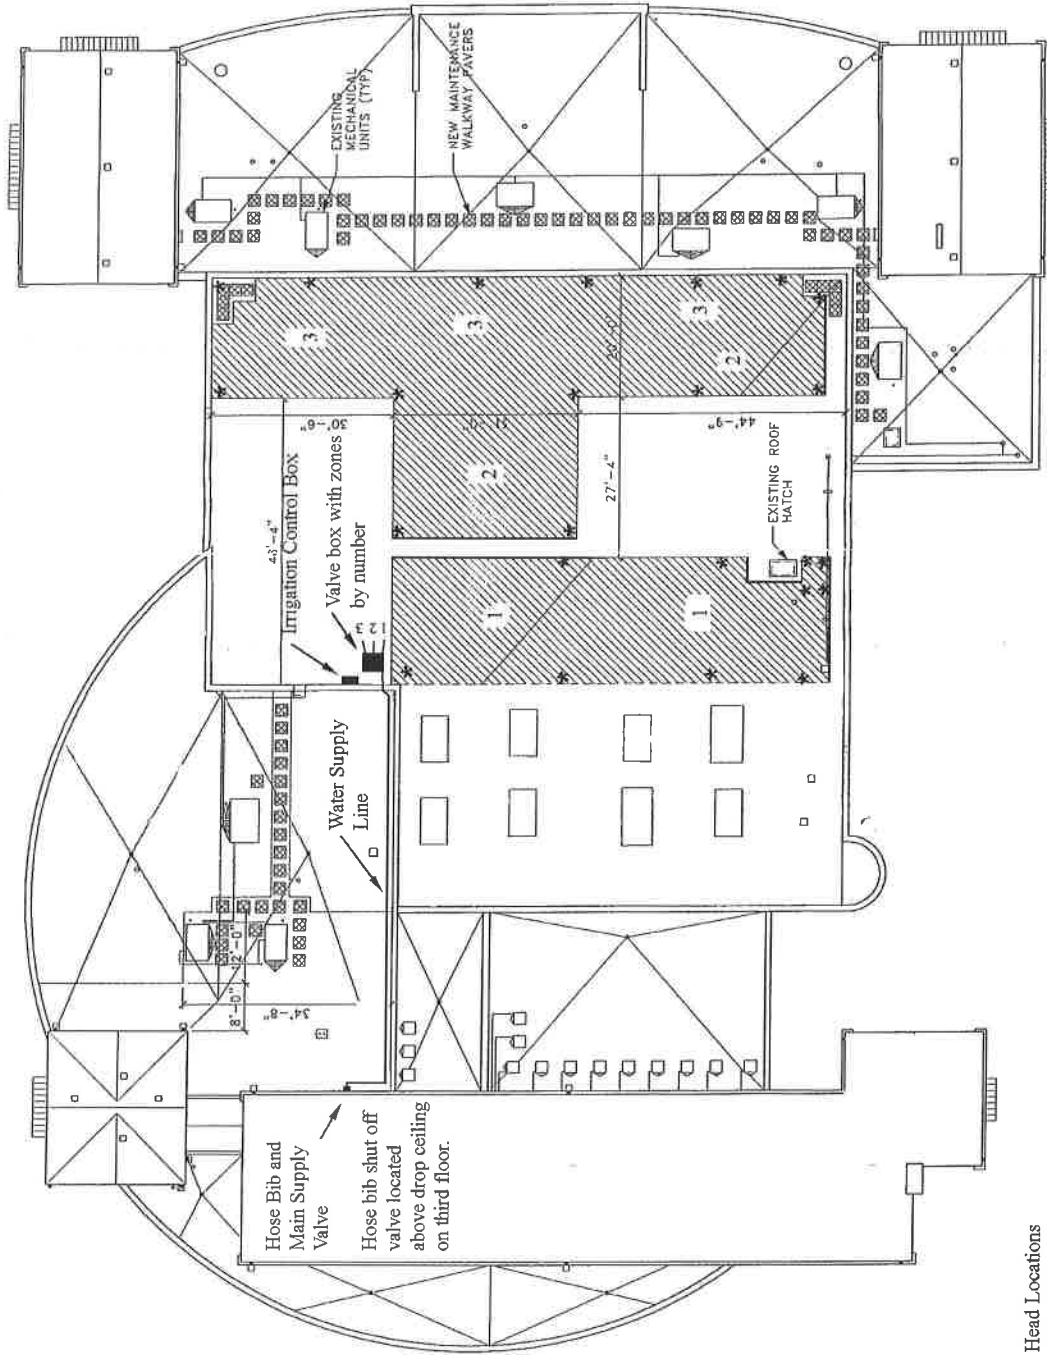 EXISTING
MECHANICAL
UNITS (TYP)
NEW MAINTENANCE
WALKWAY PAVERS
3
3
3
2
20'-0"
30'-6"
44'-9"
2
27'-4"
EXISTING ROOF
HATCH
43'-4"
Irrigation Control Box
Valve box with zones
by number
1 2 3
1
1
Water Supply
Line
8'-0"
34'-8"
Hose Bib and
Main Supply
Valve
Hose bib shut off
valve located
above drop ceiling
on third floor.
Head Locations